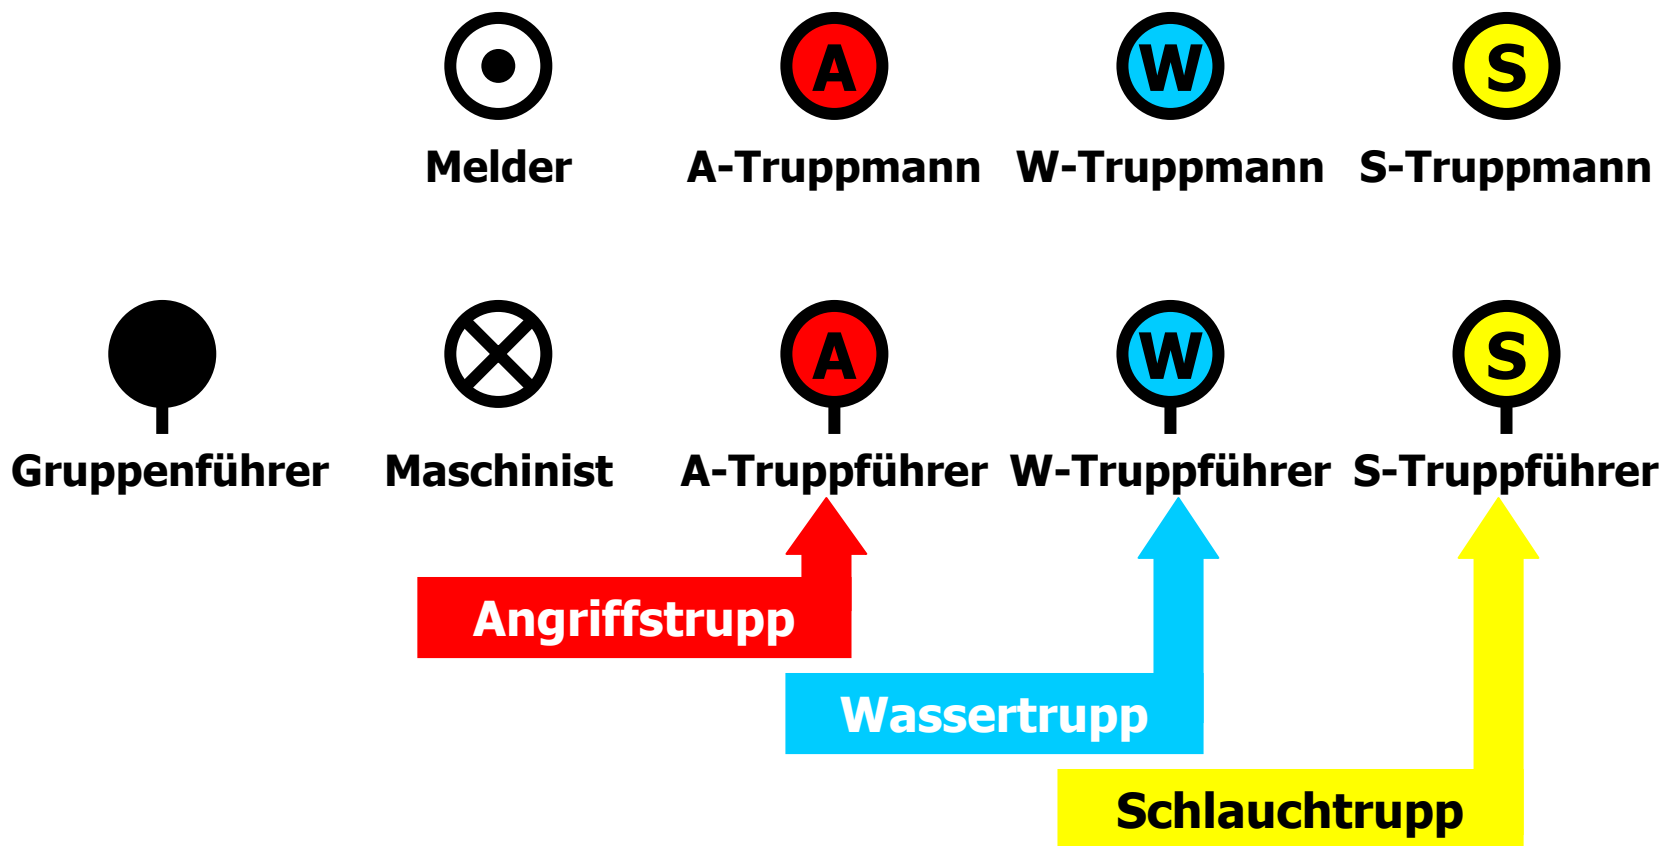 A W S
Melder A-Truppmann W-Truppmann S-Truppmann
A W S
Gruppenführer Maschinist A-Truppführer W-Truppführer S-Truppführer
Angriffstrupp
Wassertrupp
Schlauchtrupp